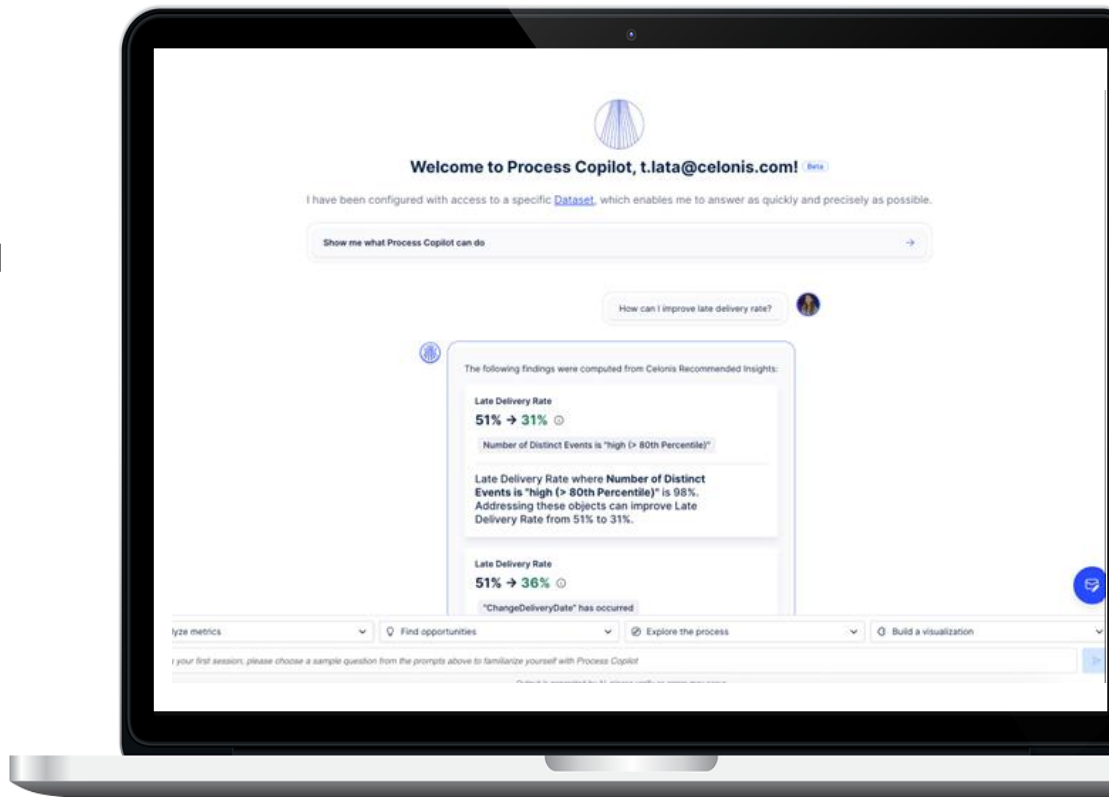 Welcome to Process Copilot, t.lata@celonis.com! Beta
I have been configured with access to a specific Dataset, which enables me to answer as quickly and precisely as possible.
Show me what Process Copilot can do
How can I improve late delivery rate?
The following findings were computed from Celonis Recommended Insights:
Late Delivery Rate
51% → 31%
Number of Distinct Events is "high (> 80th Percentile)"
Late Delivery Rate where Number of Distinct
Events is "high (> 80th Percentile)" is 98%.
Addressing these objects can improve Late
Delivery Rate from 51% to 31%.
Late Delivery Rate
51% → 36%
"ChangeDeliveryDate" has occurred
metrics
Find opportunities
Explore the process
Build a visualization
your first session, please choose a sample question from the prompts above to familiarize yourself with Process Copilot